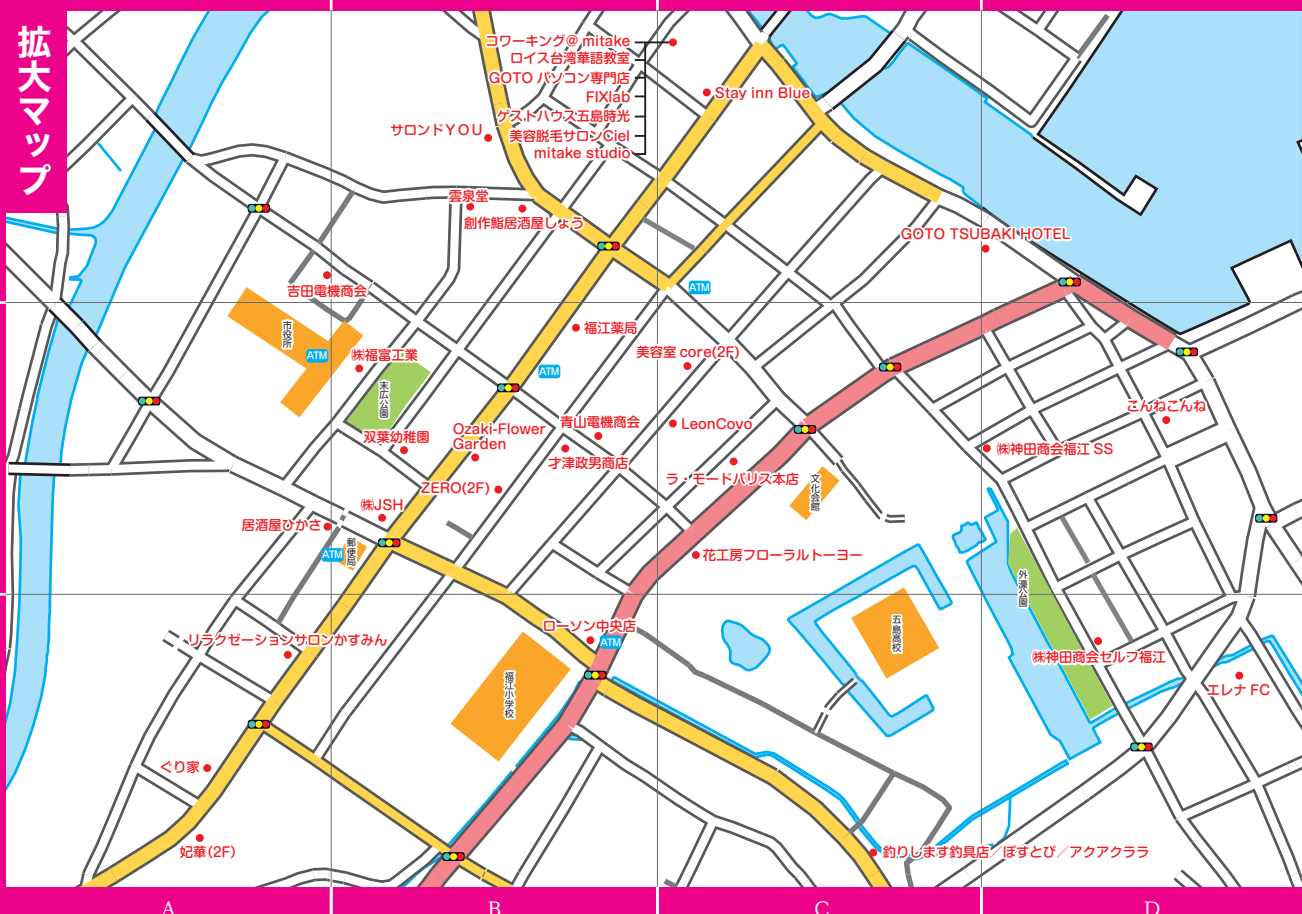 拡大マップ
コワーキング@ mitake
ロイス台湾華語教室
GOTO パソコン専門店
FIXlab
ゲストハウス五島時光
美容脱毛サロンCiel
mitake studio
Stay inn Blue
サロンドＹＯＵ
雲泉堂
創作鮨居酒屋しょう
GOTO TSUBAKI HOTEL
吉田電機商会
ATM
市役所
ATM
㈱福富工業
末広公園
福江薬局
ATM
美容室 core(2F)
双葉幼稚園
Ozaki-Flower
Garden
青山電機商会
才津政男商店
LeonCovo
こんねこんね
㈱神田商会福江 SS
ZERO(2F)
ラ・モードパリス本店
文化会館
㈱JSH
居酒屋ひかさ
ATM
郵便局
花工房フローラルトーヨー
外濠公園
リラクゼーションサロンかすみん
ローソン中央店
ATM
五島高校
㈱神田商会セルフ福江
エレナ FC
福江小学校
ぐり家
妃華(2F)
釣りします釣具店／ぽすとび／アクアクララ
A
B
C
D